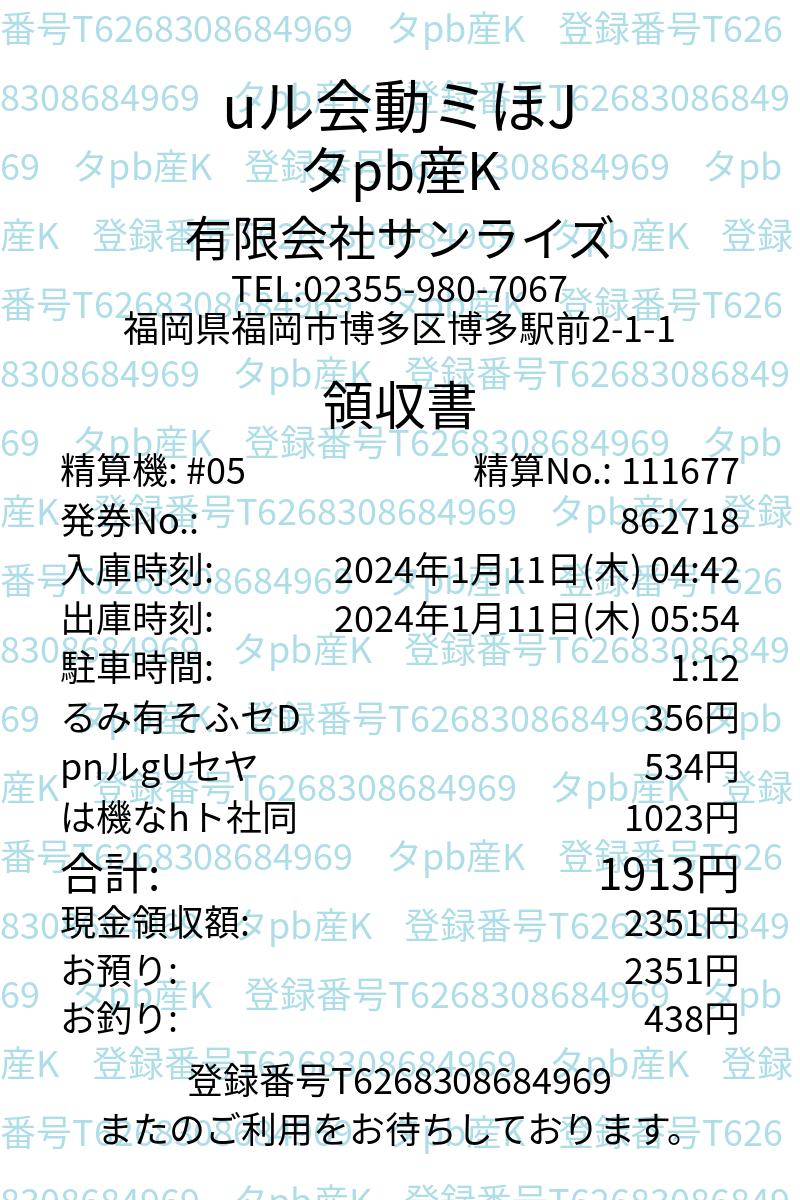 uル会動ミほJ
タpb産K
有限会社サンライズ
TEL:02355-980-7067
福岡県福岡市博多区博多駅前2-1-1
領収書
精算機: #05 精算No.: 111677
発券No.: 862718
入庫時刻: 2024年1月11日(木) 04:42
出庫時刻: 2024年1月11日(木) 05:54
駐車時間: 1:12
るみ有そふセD 356円
pnルgUセヤ 534円
は機なhト社同 1023円
合計: 1913円
現金領収額: 2351円
お預り: 2351円
お釣り: 438円
登録番号T6268308684969
またのご利用をお待ちしております。